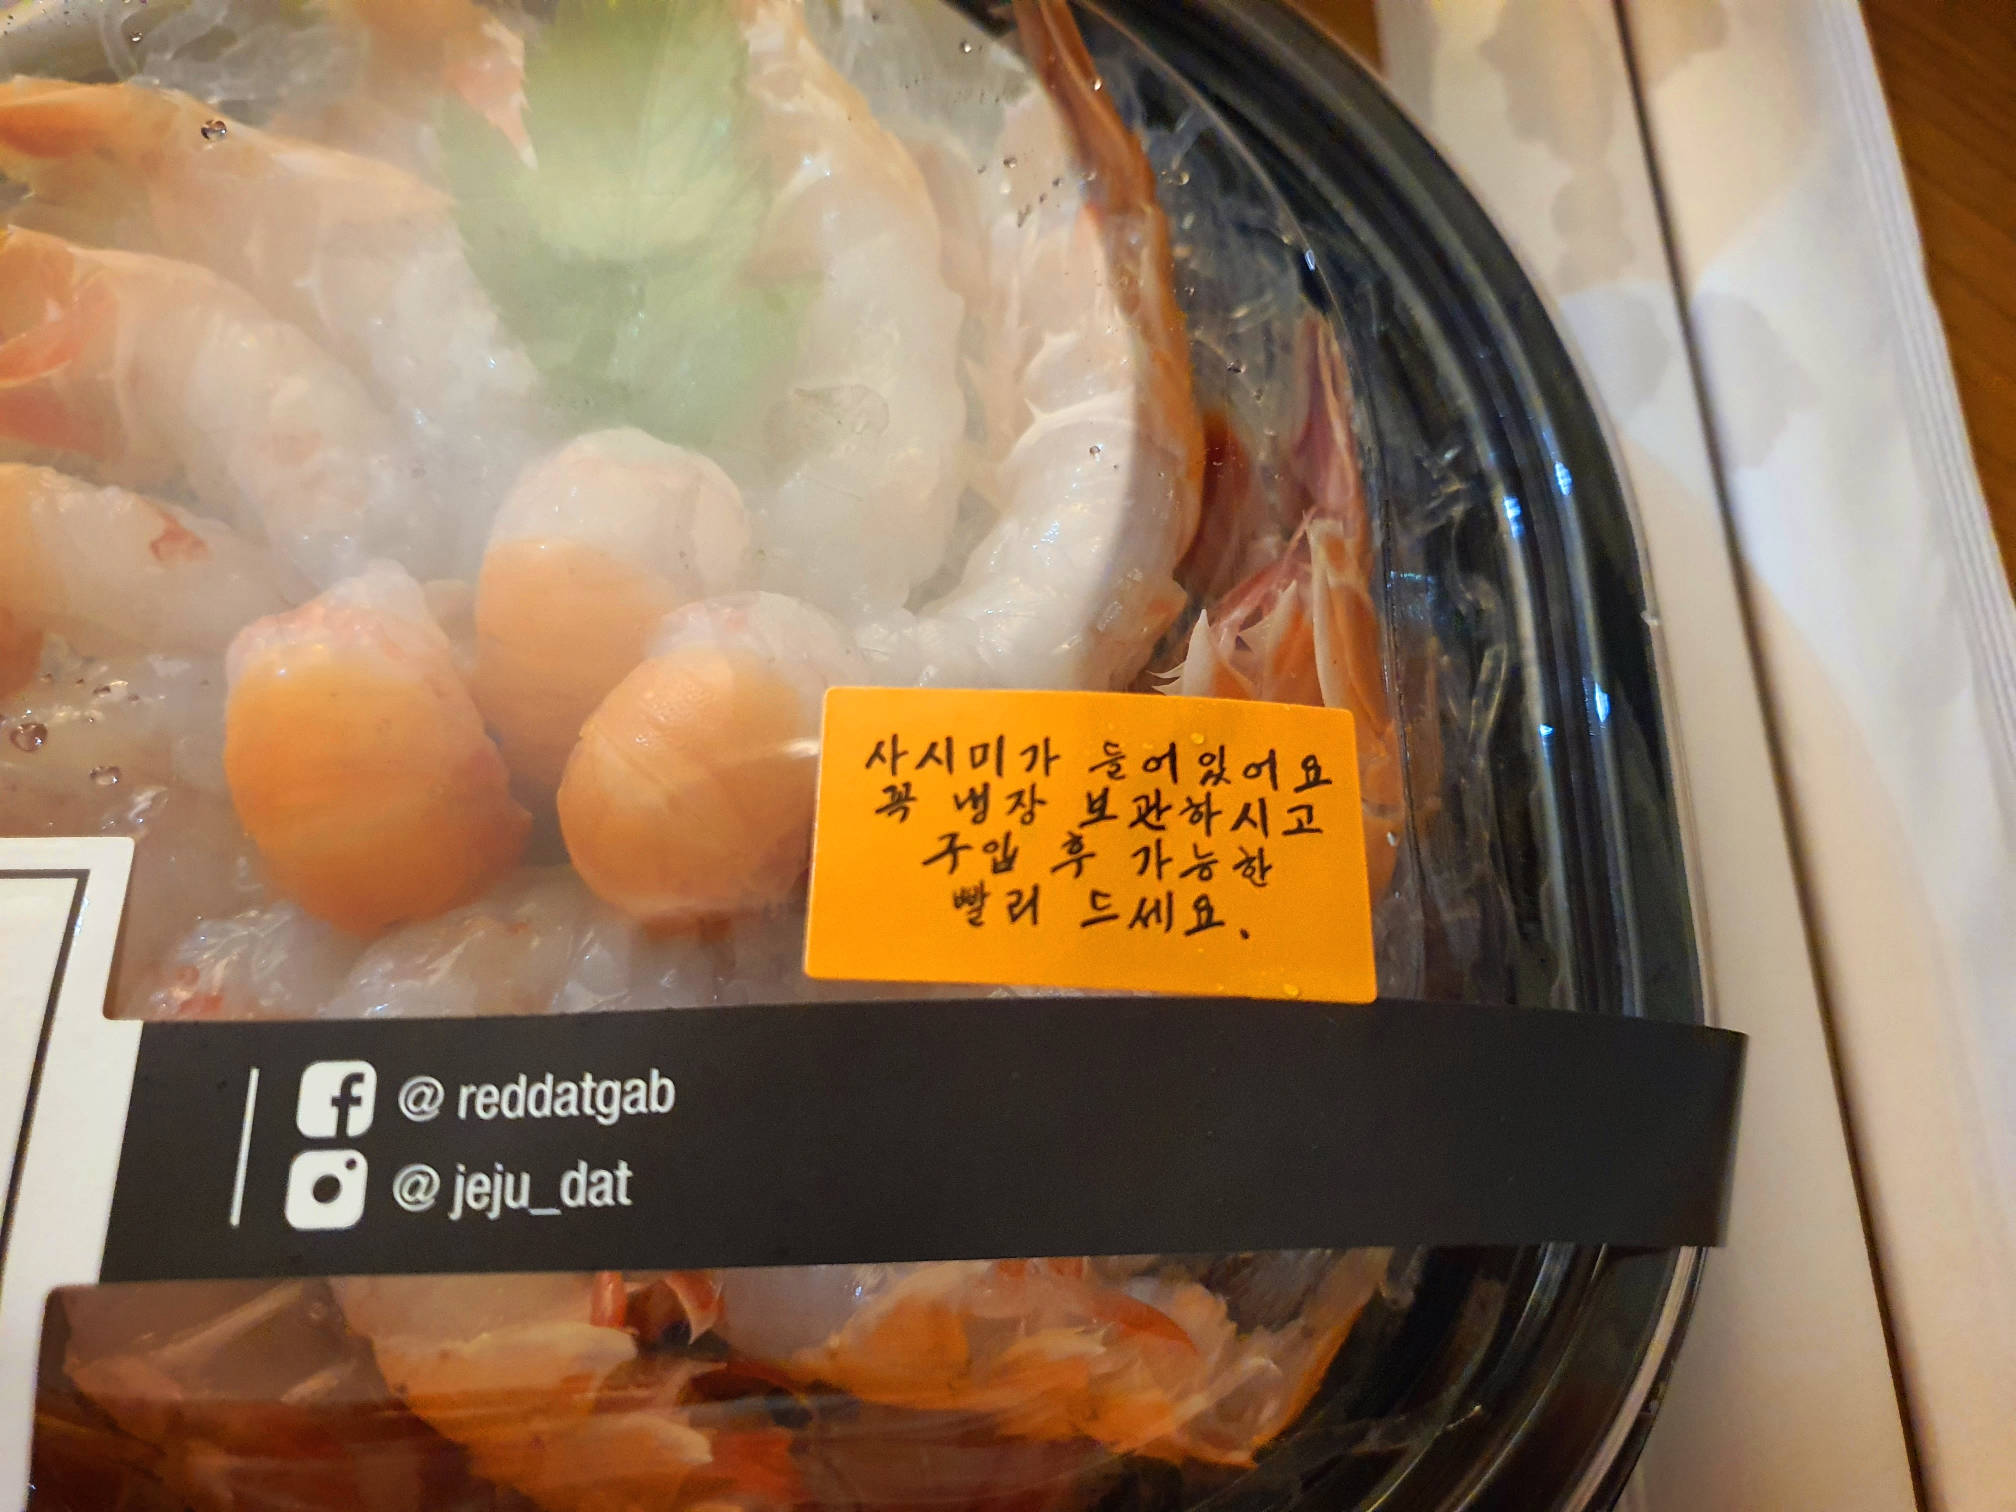 사시미가 들어있어요
꼭 냉장 보관하시고
구입 후 가능한
빨리 드세요.
@ reddatgab
@ jeju_dat